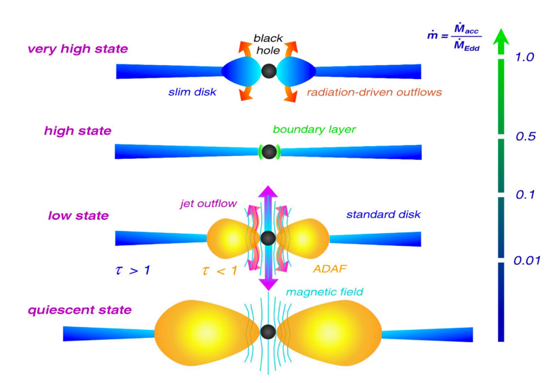 very high state
black
hole
slim disk
radiation-driven outflows
ṁ = Ṁacc / ṀEdd
1.0
high state
boundary layer
0.5
0.1
low state
jet outflow
standard disk
τ > 1
τ < 1
ADAF
0.01
magnetic field
quiescent state